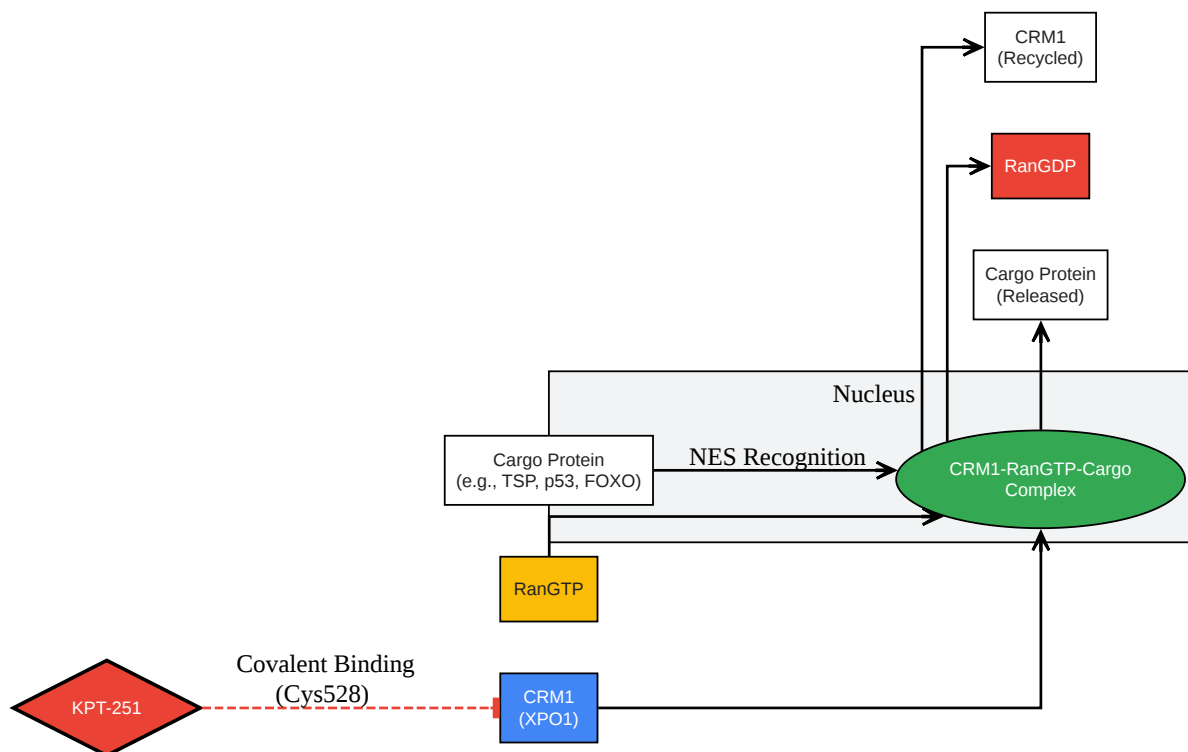 CRM1
(Recycled)
RanGDP
Cargo Protein
(Released)
Nucleus
Cargo Protein
(e.g., TSP, p53, FOXO)
NES Recognition
CRM1-RanGTP-Cargo
Complex
RanGTP
Covalent Binding
(Cys528)
KPT-251
CRM1
(XPO1)